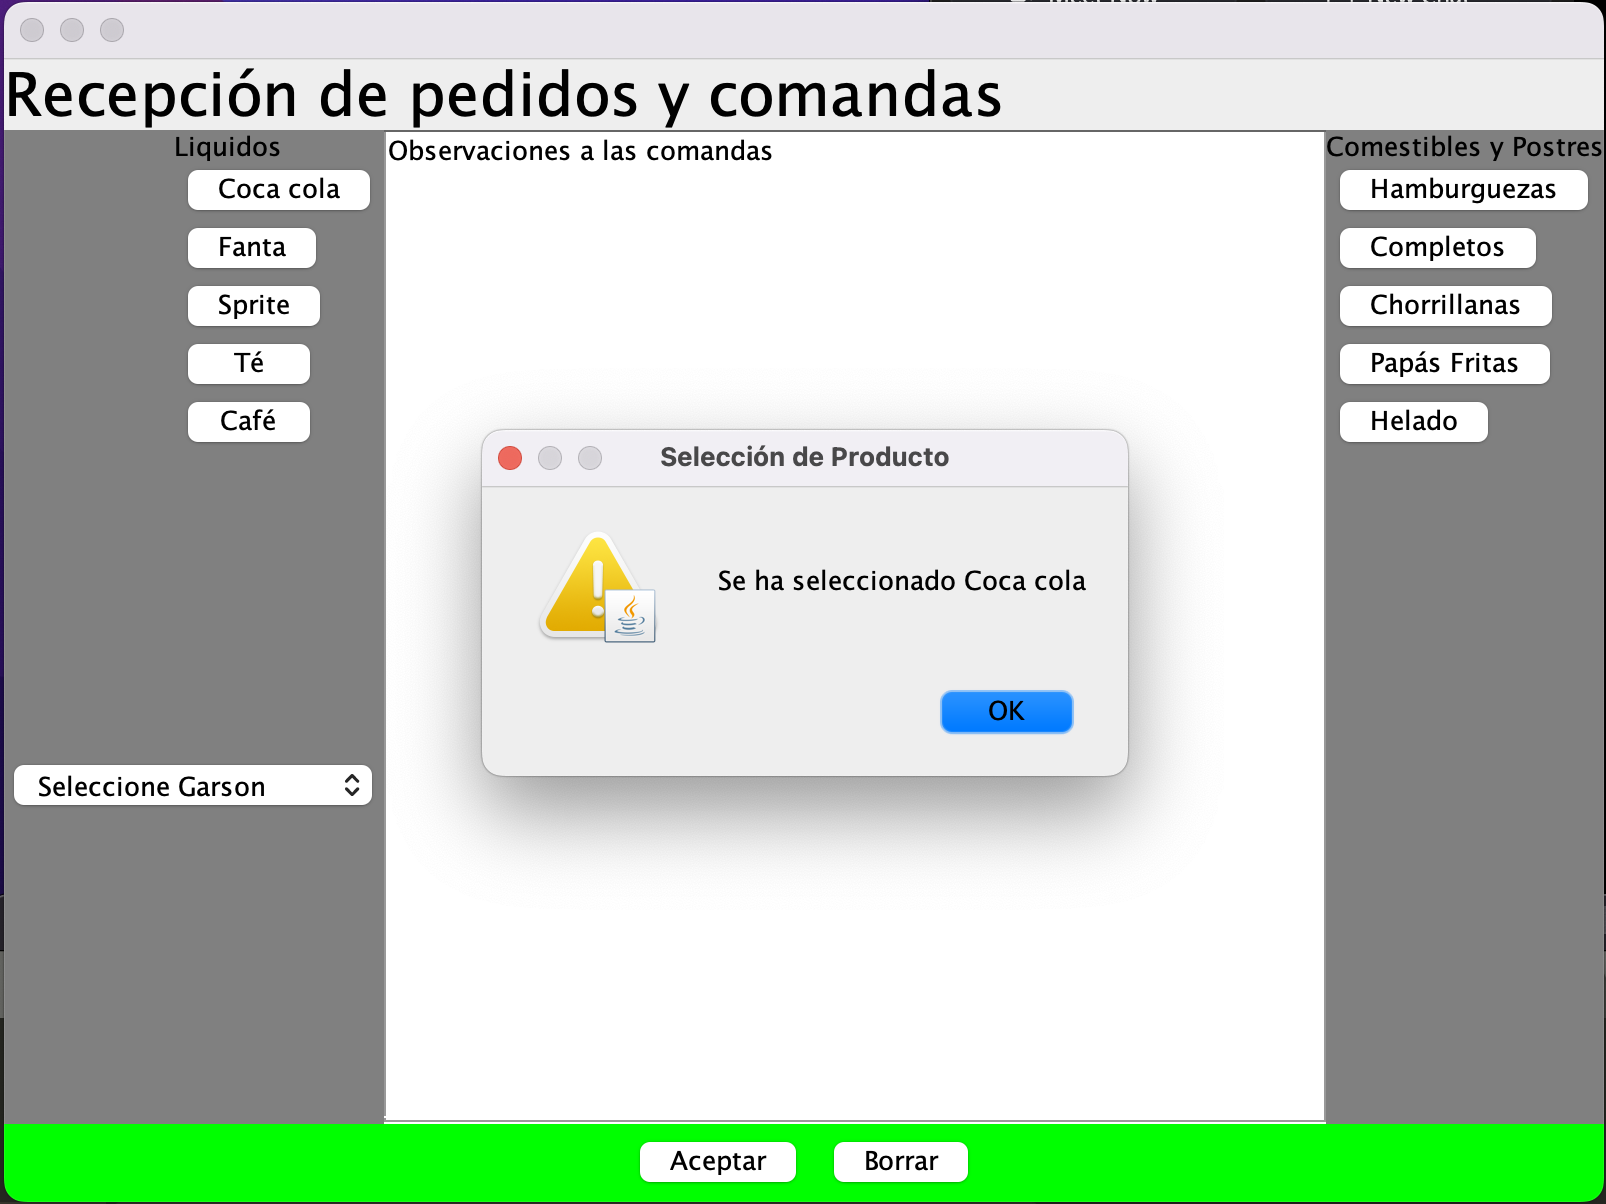 Recepción de pedidos y comandas
Liquidos
Coca cola
Fanta
Sprite
Té
Café
Seleccione Garson
Observaciones a las comandas
Selección de Producto
Se ha seleccionado Coca cola
OK
Comestibles y Postres
Hamburguezas
Completos
Chorrillanas
Papás Fritas
Helado
Aceptar
Borrar